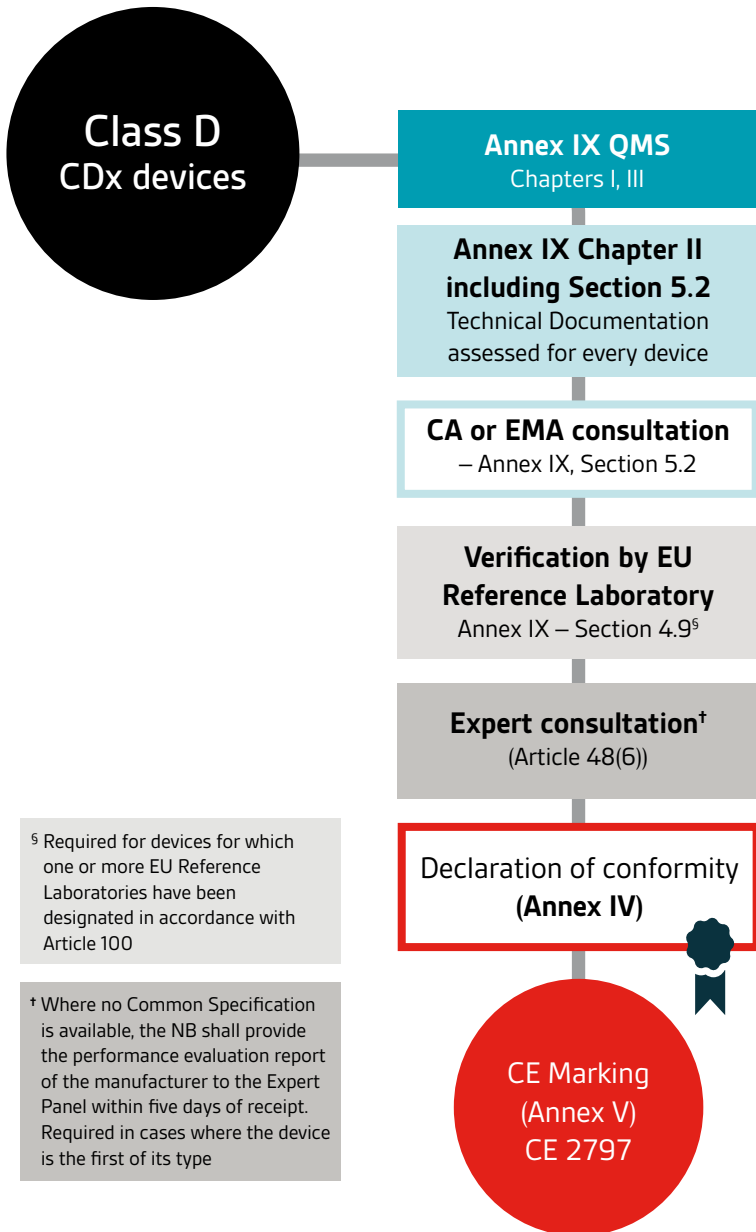 Class D
CDx devices
Annex IX QMS
Chapters I, III
Annex IX Chapter II
including Section 5.2
Technical Documentation
assessed for every device
CA or EMA consultation
– Annex IX, Section 5.2
Verification by EU
Reference Laboratory
Annex IX – Section 4.9§
Expert consultation†
(Article 48(6))
Declaration of conformity
(Annex IV)
CE Marking
(Annex V)
CE 2797
§ Required for devices for which
one or more EU Reference
Laboratories have been
designated in accordance with
Article 100
† Where no Common Specification
is available, the NB shall provide
the performance evaluation report
of the manufacturer to the Expert
Panel within five days of receipt.
Required in cases where the device
is the first of its type